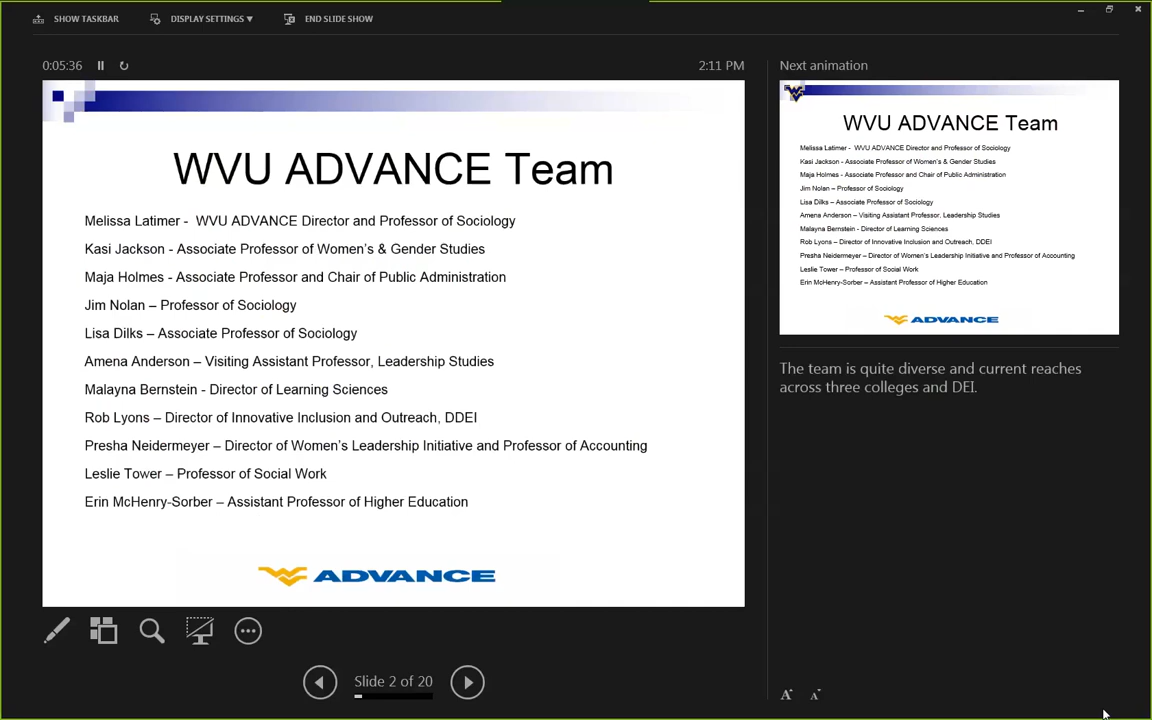 SHOW TASKBAR
DISPLAY SETTINGS ▼
END SLIDE SHOW
0:05:36
2:11 PM
WVU ADVANCE Team
Melissa Latimer -  WVU ADVANCE Director and Professor of Sociology
Kasi Jackson - Associate Professor of Women's & Gender Studies
Maja Holmes - Associate Professor and Chair of Public Administration
Jim Nolan – Professor of Sociology
Lisa Dilks – Associate Professor of Sociology
Amena Anderson – Visiting Assistant Professor, Leadership Studies
Malayna Bernstein - Director of Learning Sciences
Rob Lyons – Director of Innovative Inclusion and Outreach, DDEI
Presha Neidermeyer – Director of Women's Leadership Initiative and Professor of Accounting
Leslie Tower – Professor of Social Work
Erin McHenry-Sorber – Assistant Professor of Higher Education
ADVANCE
Slide 2 of 20
Next animation
WVU ADVANCE Team
Melissa Latimer -  WVU ADVANCE Director and Professor of Sociology
Kasi Jackson - Associate Professor of Women's & Gender Studies
Maja Holmes - Associate Professor and Chair of Public Administration
Jim Nolan – Professor of Sociology
Lisa Dilks – Associate Professor of Sociology
Amena Anderson – Visiting Assistant Professor, Leadership Studies
Malayna Bernstein - Director of Learning Sciences
Rob Lyons – Director of Innovative Inclusion and Outreach, DDEI
Presha Neidermeyer – Director of Women's Leadership Initiative and Professor of Accounting
Leslie Tower – Professor of Social Work
Erin McHenry-Sorber – Assistant Professor of Higher Education
ADVANCE
The team is quite diverse and current reaches
across three colleges and DEI.
A A